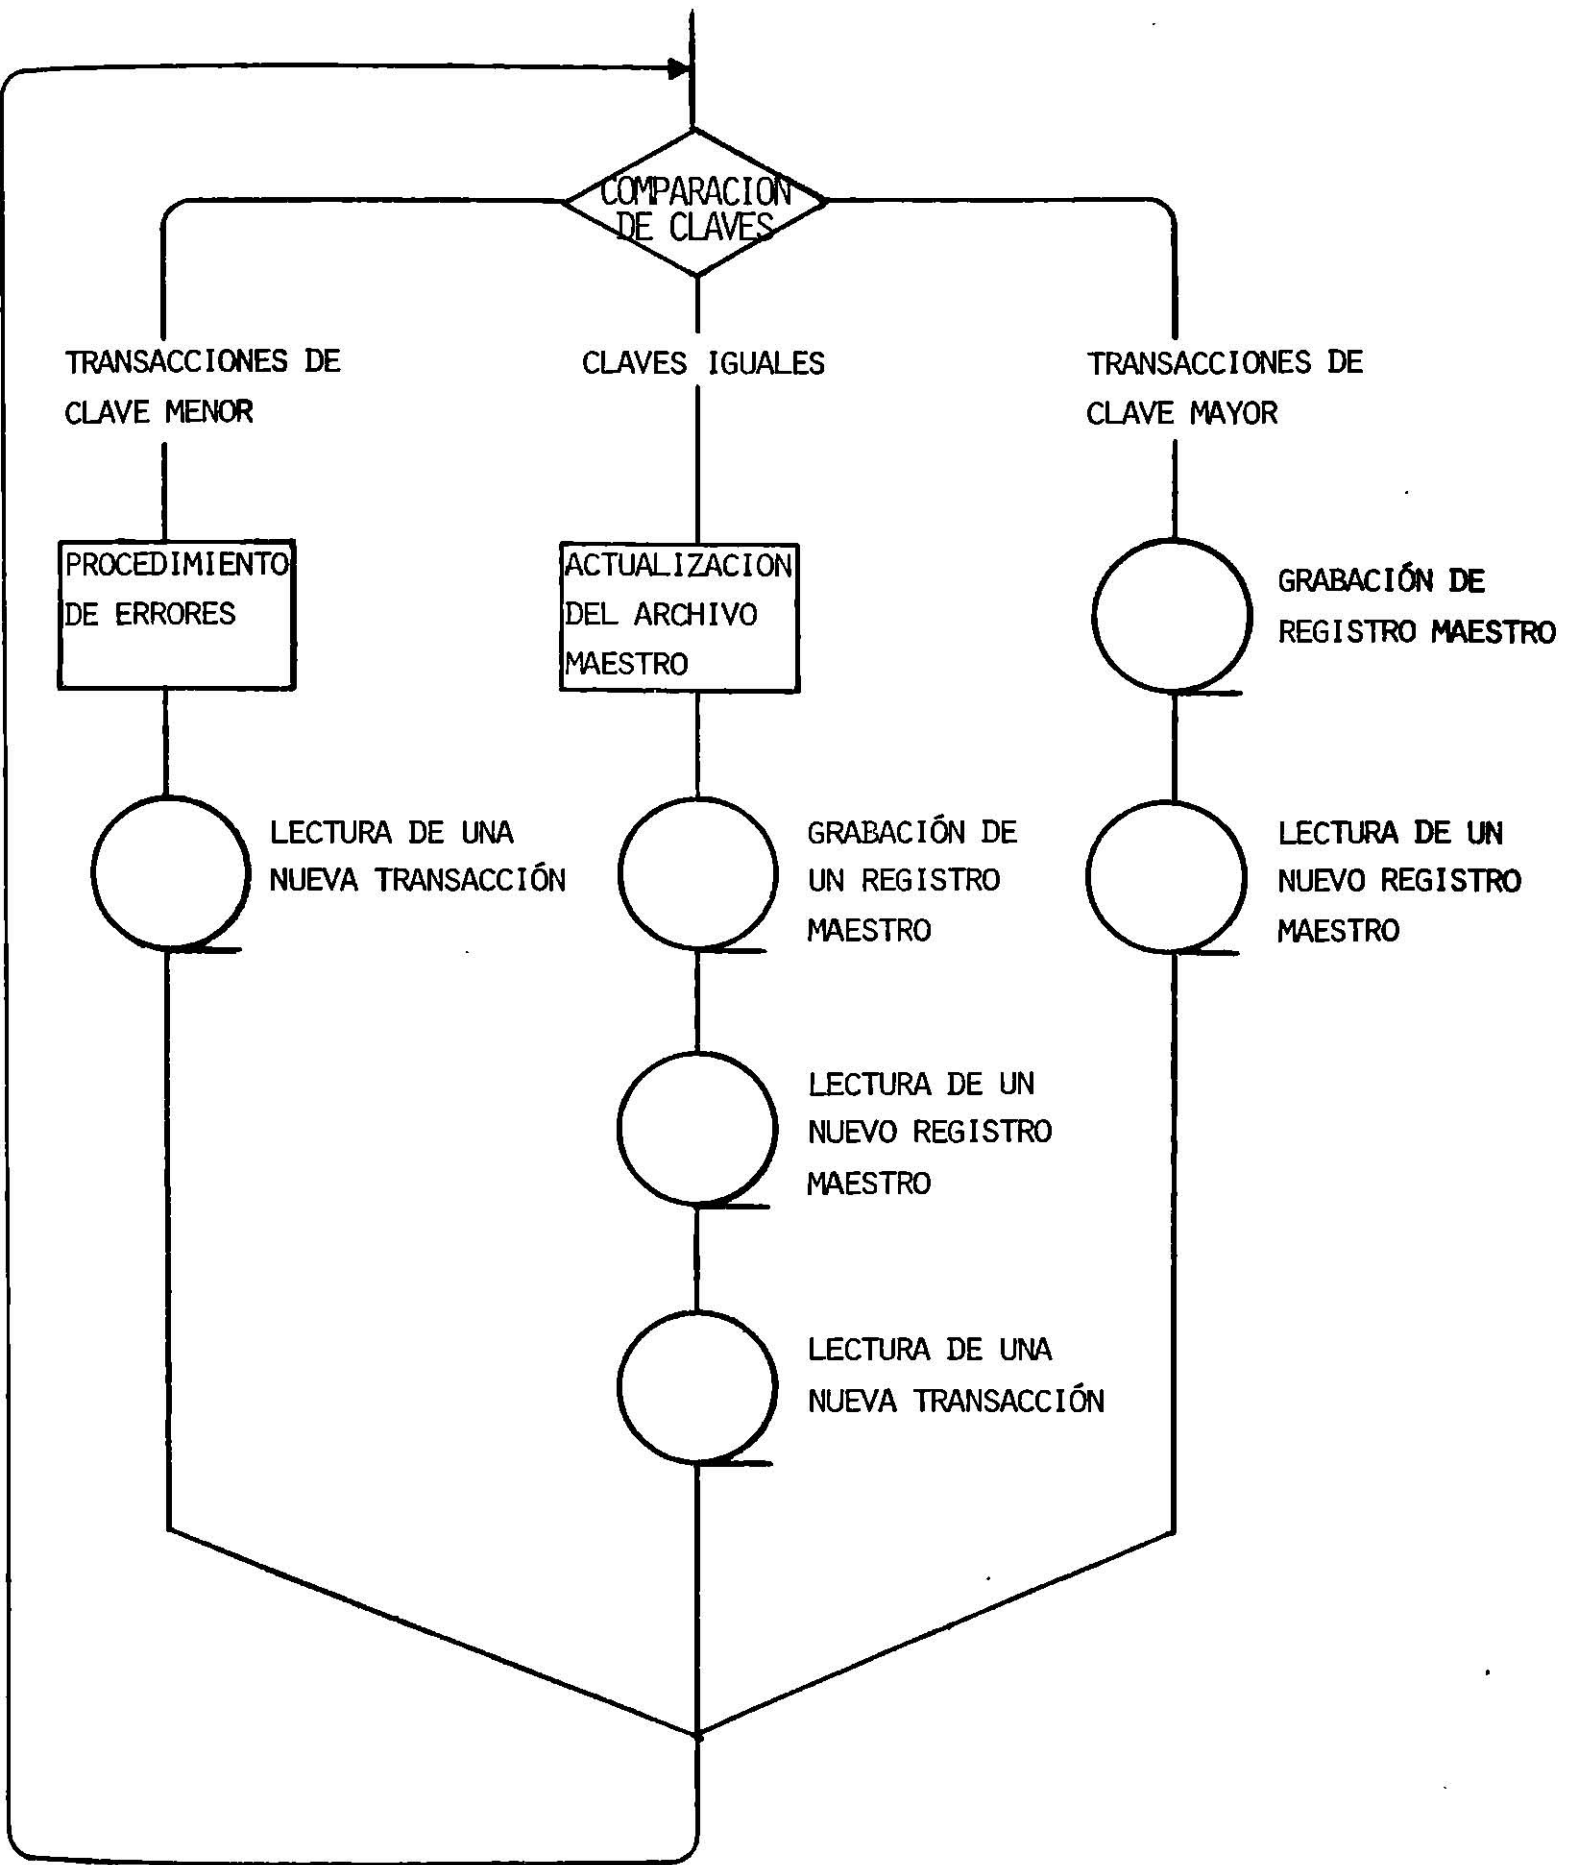 COMPARACION
DE CLAVES
TRANSACCIONES DE
CLAVE MENOR
CLAVES IGUALES
TRANSACCIONES DE
CLAVE MAYOR
PROCEDIMIENTO
DE ERRORES
ACTUALIZACION
DEL ARCHIVO
MAESTRO
GRABACIÓN DE
REGISTRO MAESTRO
LECTURA DE UNA
NUEVA TRANSACCIÓN
GRABACIÓN DE
UN REGISTRO
MAESTRO
LECTURA DE UN
NUEVO REGISTRO
MAESTRO
LECTURA DE UN
NUEVO REGISTRO
MAESTRO
LECTURA DE UNA
NUEVA TRANSACCIÓN